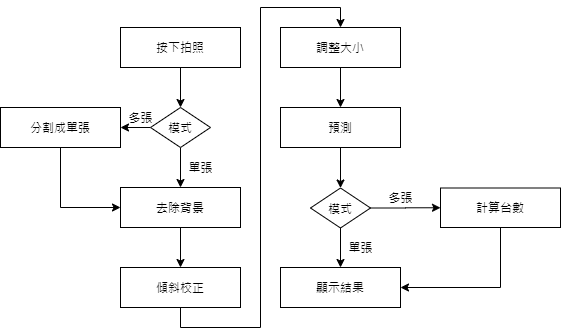 按下拍照
模式
多張
單張
分割成單張
去除背景
傾斜校正
調整大小
預測
模式
多張
單張
計算台數
顯示結果